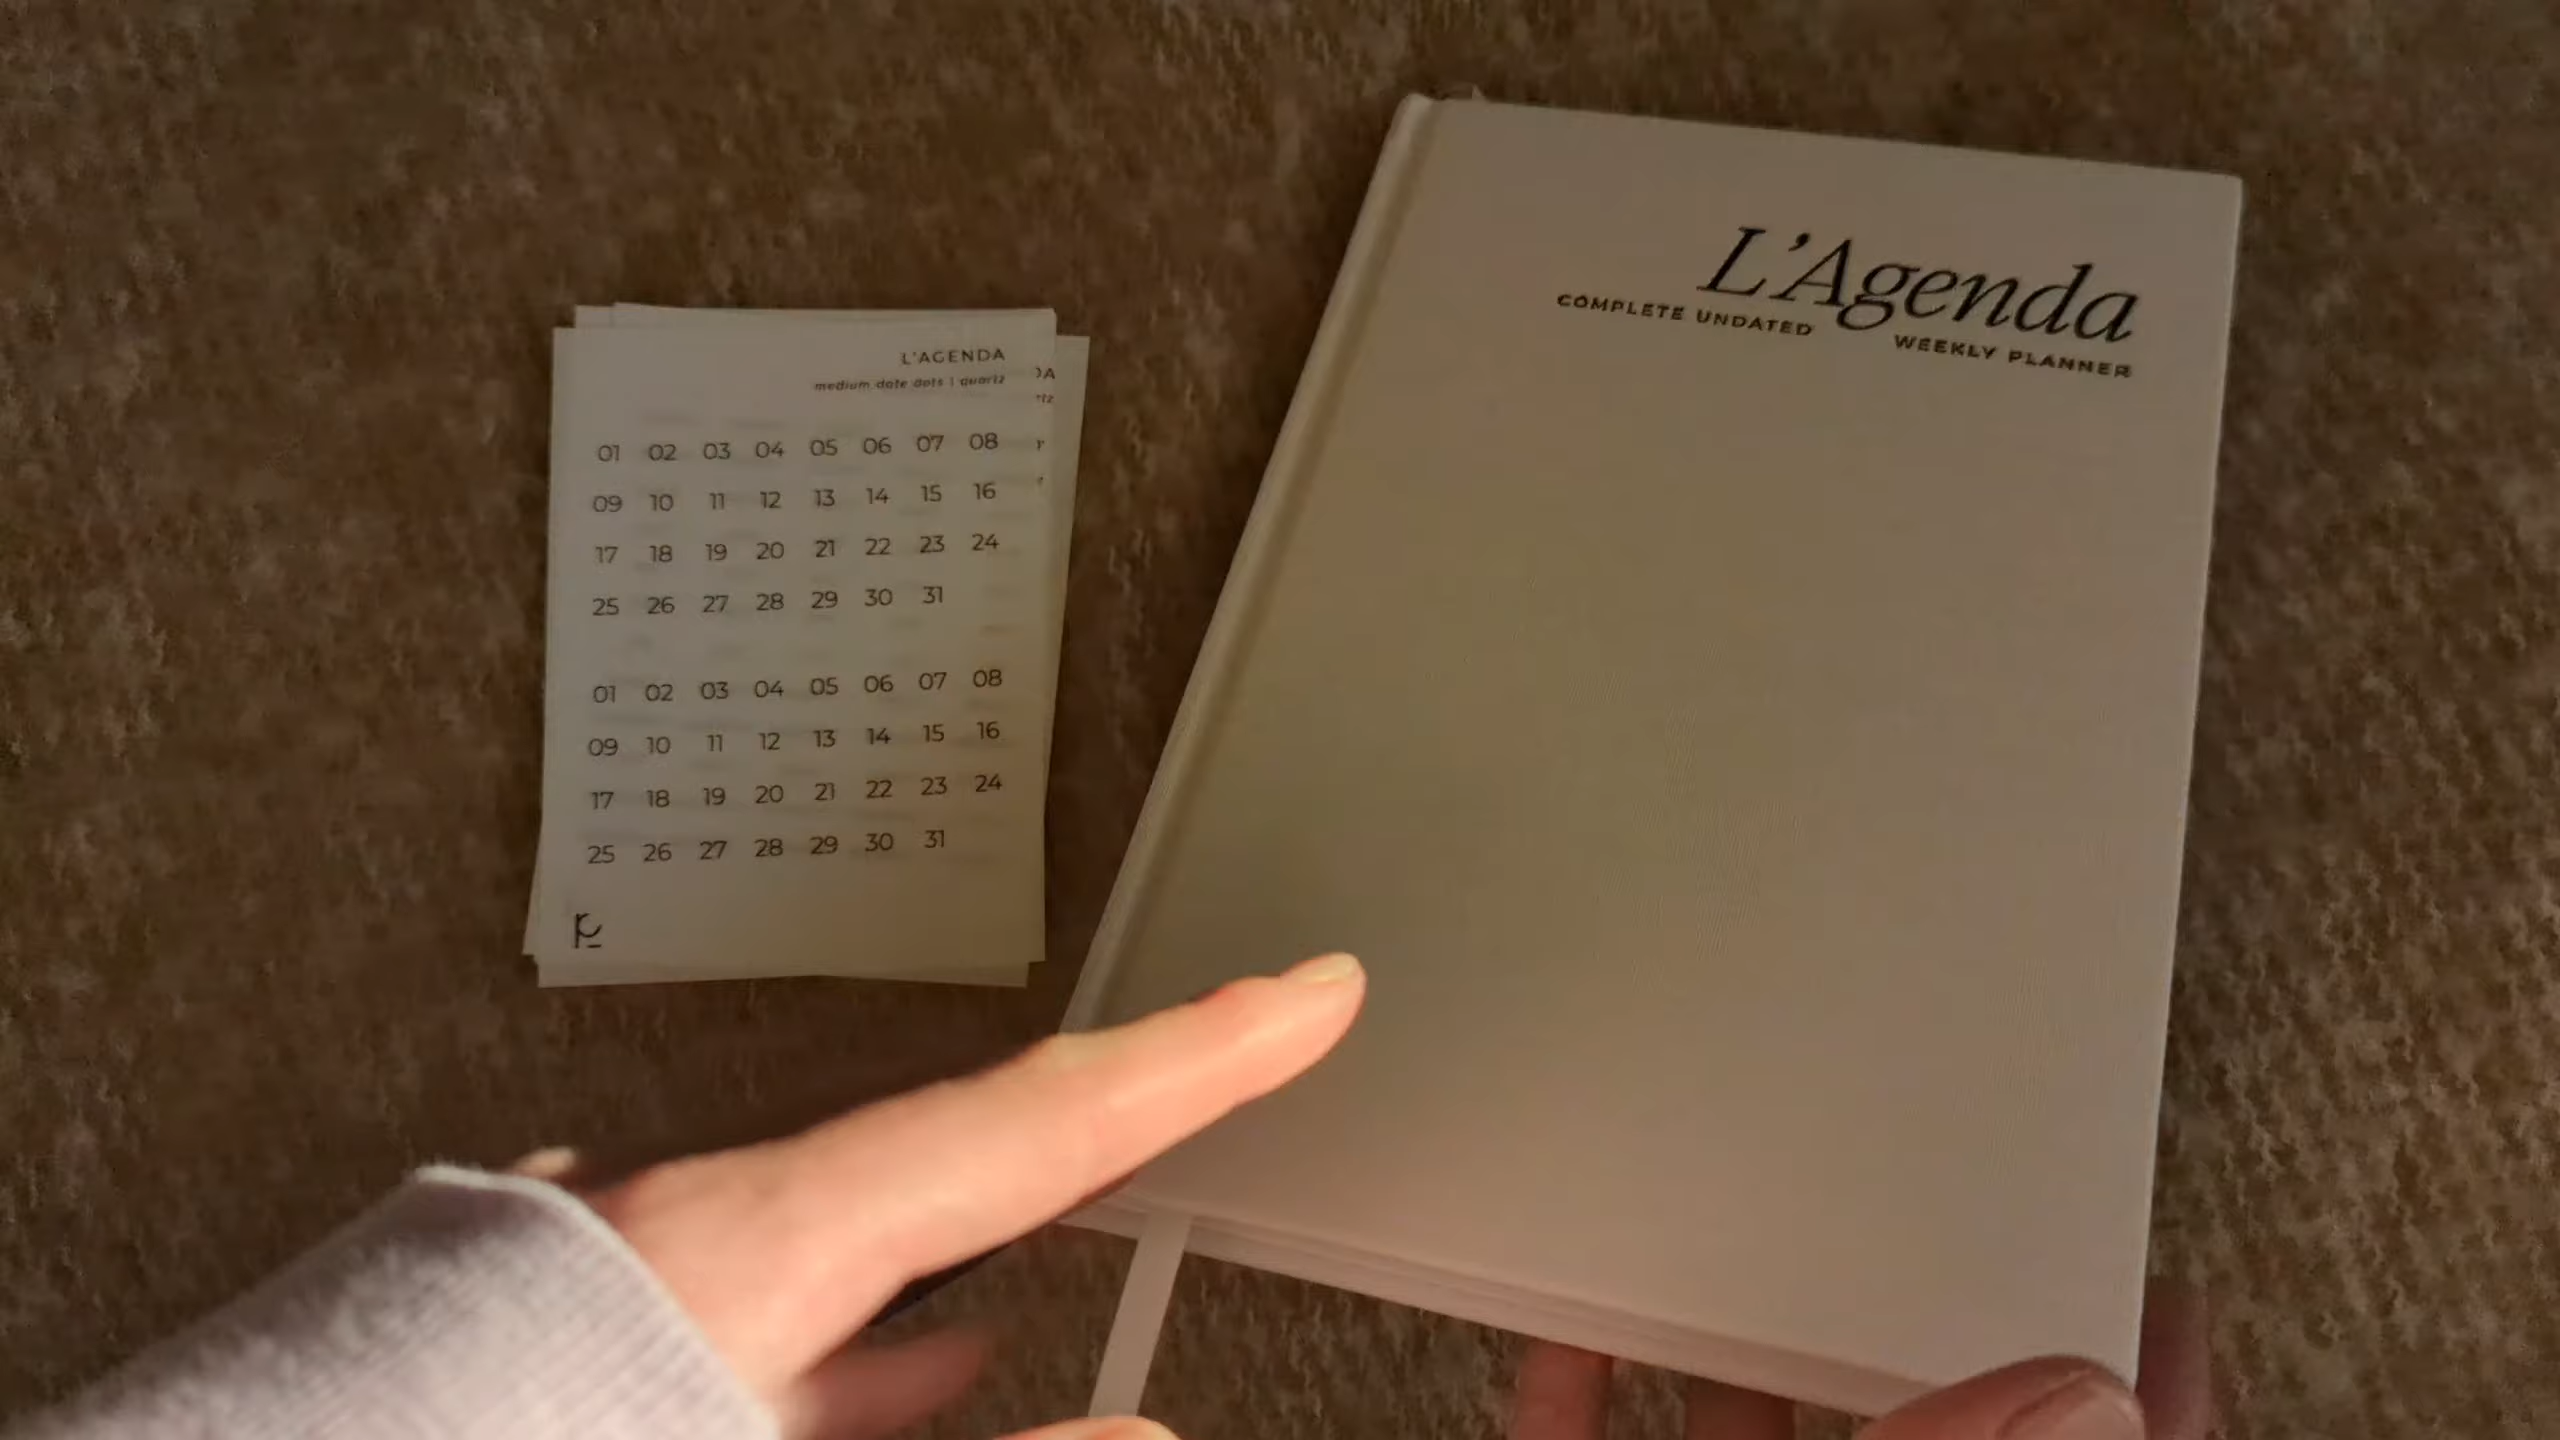 L'AGENDA
medium date dots | quartz
01 02 03 04 05 06 07 08
09 10 11 12 13 14 15 16
17 18 19 20 21 22 23 24
25 26 27 28 29 30 31
01 02 03 04 05 06 07 08
09 10 11 12 13 14 15 16
17 18 19 20 21 22 23 24
25 26 27 28 29 30 31
DA
rtz
L'Agenda
COMPLETE UNDATED
WEEKLY PLANNER